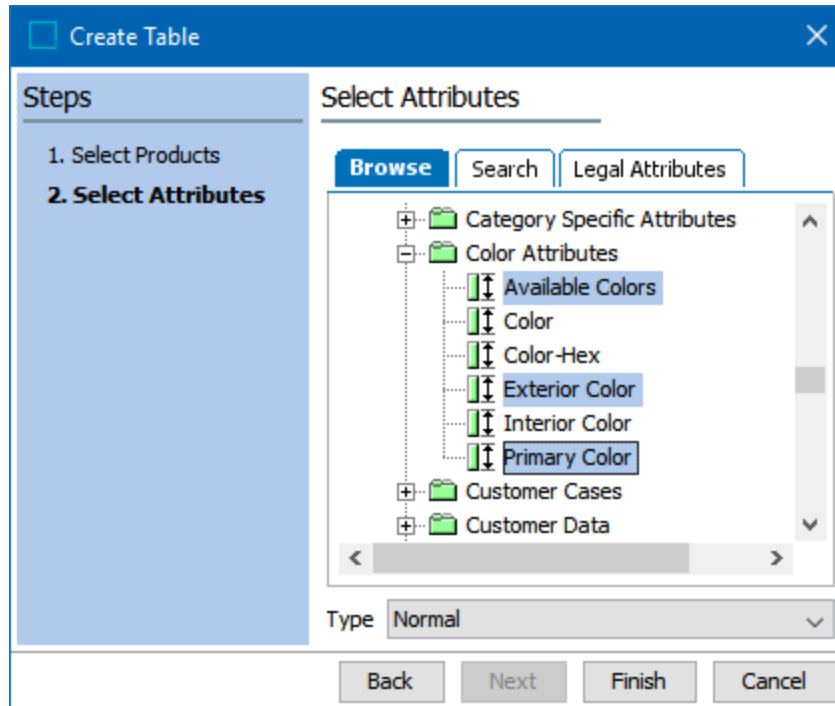 Create Table
Steps
1. Select Products
2. Select Attributes
Select Attributes
Browse Search Legal Attributes
Category Specific Attributes
Color Attributes
Available Colors
Color
Color-Hex
Exterior Color
Interior Color
Primary Color
Customer Cases
Customer Data
Type Normal
Back Next Finish Cancel